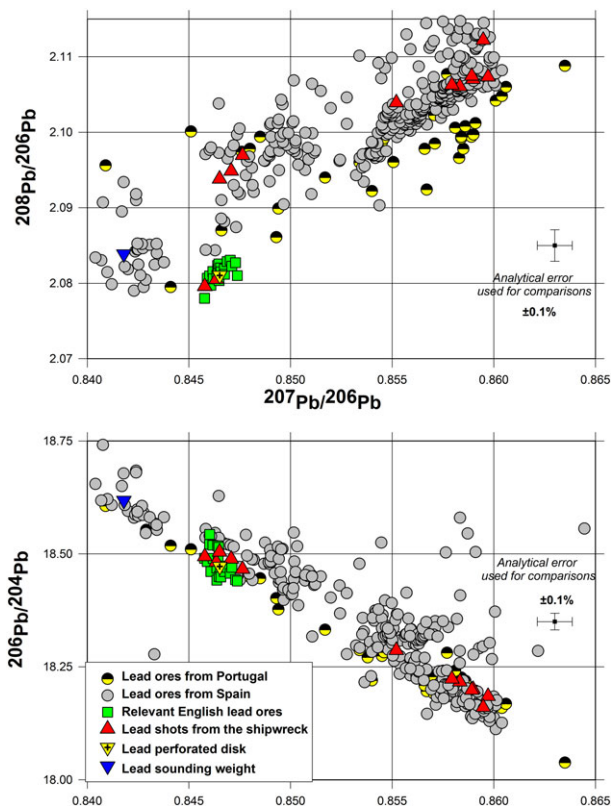 2.11
2.10
2.09
2.08
2.07
208Pb/206Pb
Analytical error
used for comparisons
±0.1%
0.840
0.845
0.850
0.855
0.860
0.865
207Pb/206Pb
18.75
18.50
18.25
18.00
206Pb/204Pb
Analytical error
used for comparisons
±0.1%
Lead ores from Portugal
Lead ores from Spain
Relevant English lead ores
Lead shots from the shipwreck
Lead perforated disk
Lead sounding weight
0.840
0.845
0.850
0.855
0.860
0.865